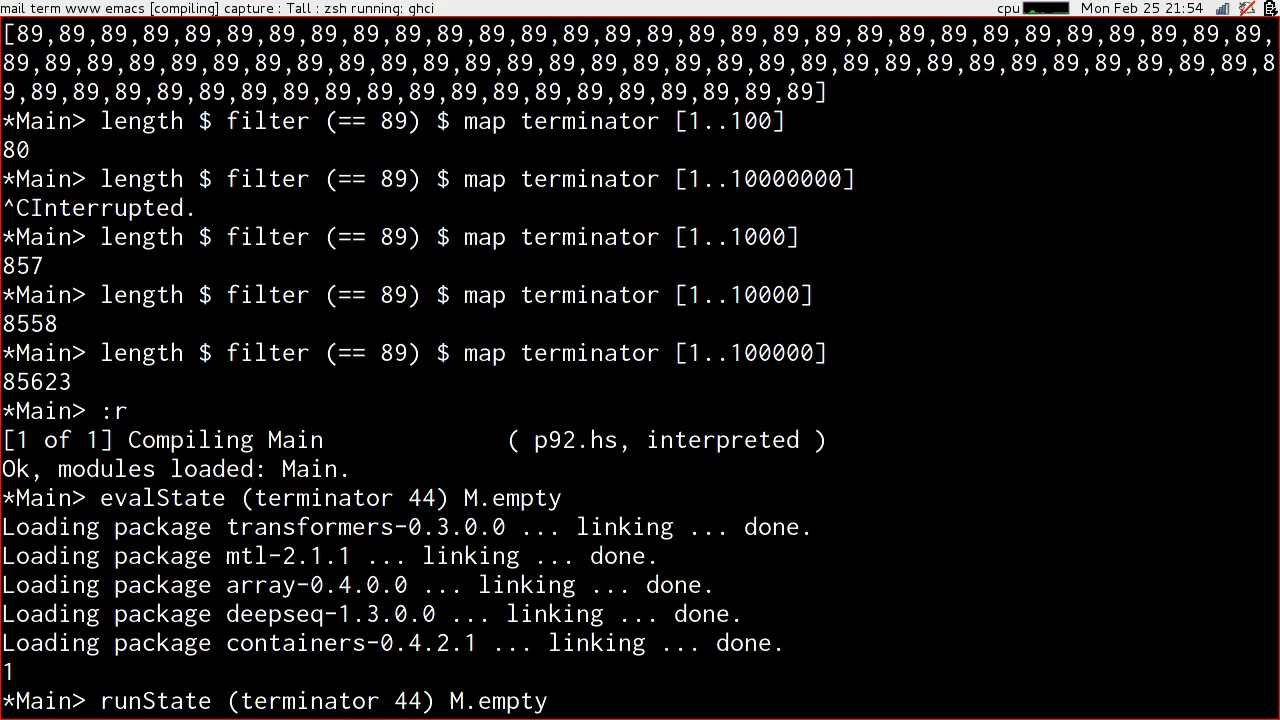 mail term www emacs [compiling] capture : Tall : zsh running: ghci cpu Mon Feb 25 21:54
[89,89,89,89,89,89,89,89,89,89,89,89,89,89,89,89,89,89,89,89,89,89,89,89,89,89,89,89,89,89,
89,89,89,89,89,89,89,89,89,89,89,89,89,89,89,89,89,89,89,89,89,89,89,89,89,89,89,89,89,89,8
9,89,89,89,89,89,89,89,89,89,89,89,89,89,89,89,89,89,89,89]
*Main> length $ filter (== 89) $ map terminator [1..100]
80
*Main> length $ filter (== 89) $ map terminator [1..10000000]
^CInterrupted.
*Main> length $ filter (== 89) $ map terminator [1..1000]
857
*Main> length $ filter (== 89) $ map terminator [1..10000]
8558
*Main> length $ filter (== 89) $ map terminator [1..100000]
85623
*Main> :r
[1 of 1] Compiling Main             ( p92.hs, interpreted )
Ok, modules loaded: Main.
*Main> evalState (terminator 44) M.empty
Loading package transformers-0.3.0.0 ... linking ... done.
Loading package mtl-2.1.1 ... linking ... done.
Loading package array-0.4.0.0 ... linking ... done.
Loading package deepseq-1.3.0.0 ... linking ... done.
Loading package containers-0.4.2.1 ... linking ... done.
1
*Main> runState (terminator 44) M.empty